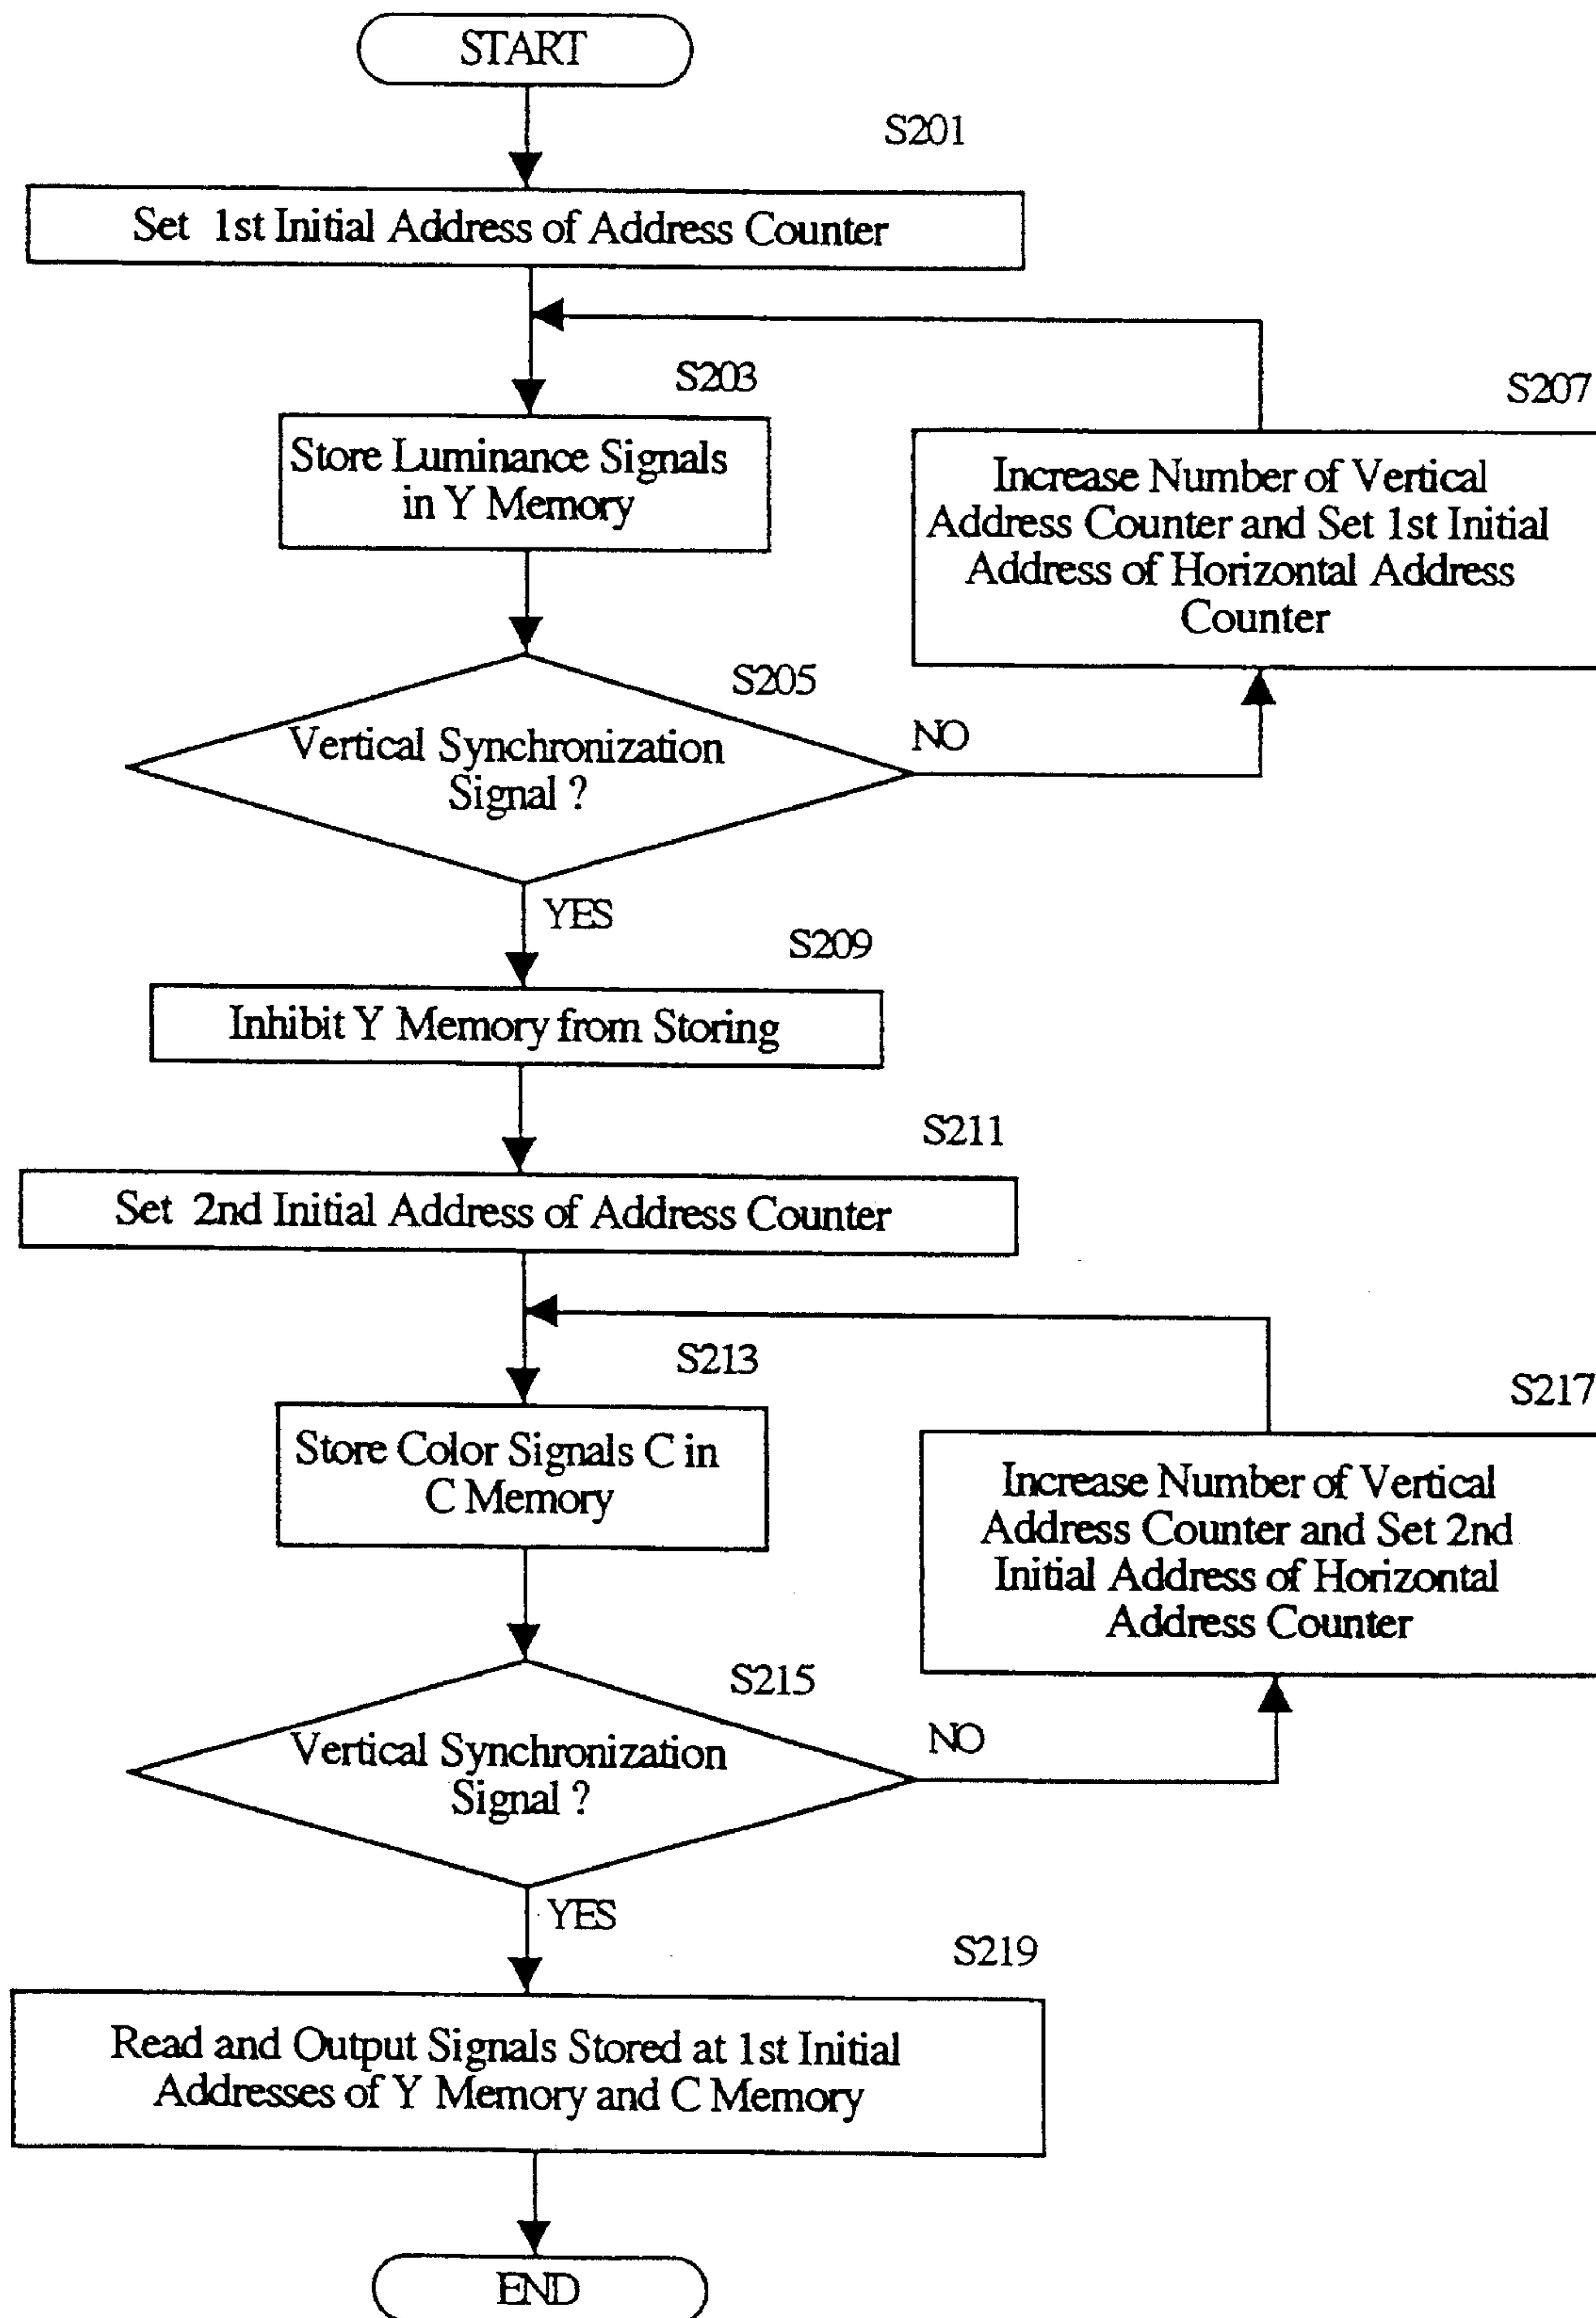 START
S201
Set 1st Initial Address of Address Counter
S203
Store Luminance Signals
in Y Memory
S207
Increase Number of Vertical
Address Counter and Set 1st Initial
Address of Horizontal Address
Counter
S205
Vertical Synchronization
Signal ?
NO
YES
S209
Inhibit Y Memory from Storing
S211
Set 2nd Initial Address of Address Counter
S213
Store Color Signals C in
C Memory
S217
Increase Number of Vertical
Address Counter and Set 2nd
Initial Address of Horizontal
Address Counter
S215
Vertical Synchronization
Signal ?
NO
YES
S219
Read and Output Signals Stored at 1st Initial
Addresses of Y Memory and C Memory
END